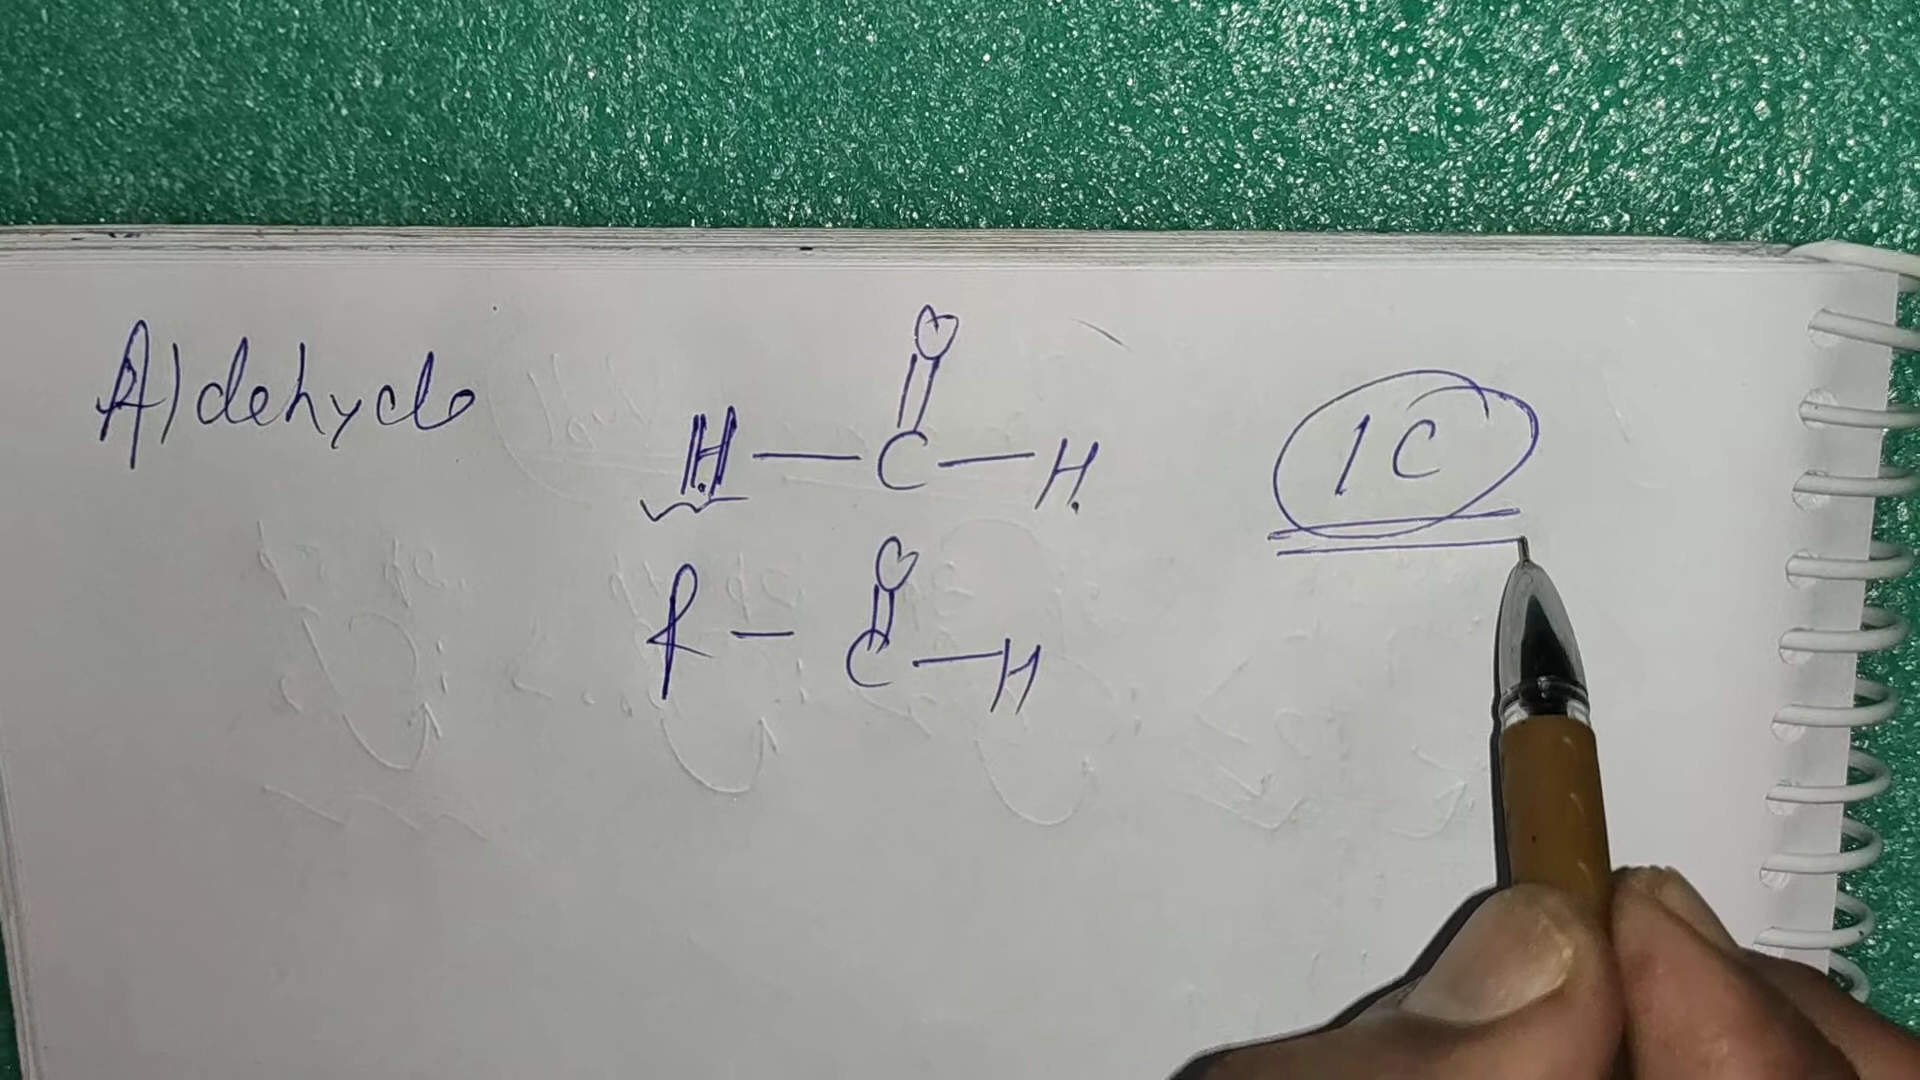 Aldehyde
O
H — C — H
1C
O
R — C — H